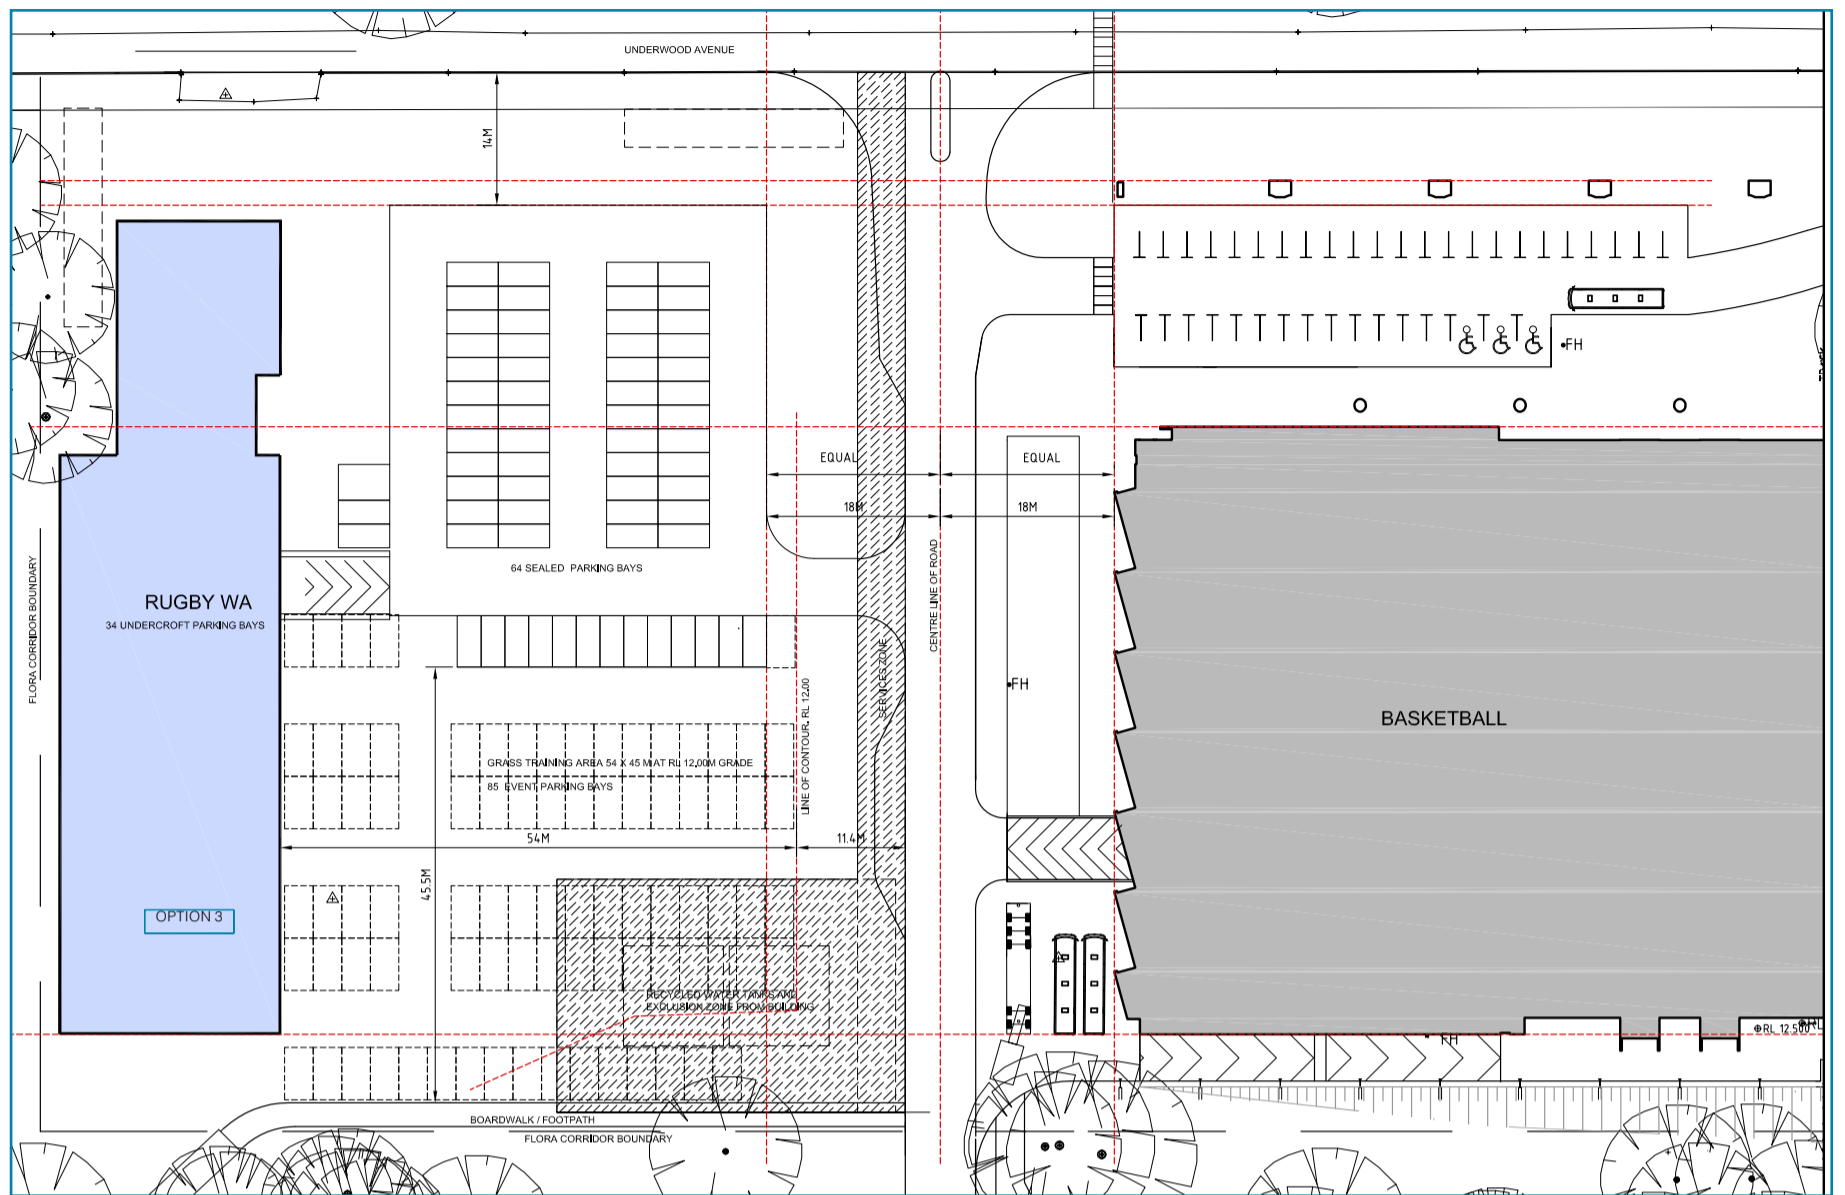 UNDERWOOD AVENUE
14M
FH
EQUAL
EQUAL
18M
18M
CENTRE LINE OF ROAD
64 SEALED PARKING BAYS
FLORA CORRIDOR BOUNDARY
RUGBY WA
34 UNDERCROFT PARKING BAYS
SERVICES ZONE
FH
LINE OF CONTOUR. RL 12.00
BASKETBALL
GRASS TRAINING AREA 54 X 45 M AT RL 12,00M GRADE
85 EVENT PARKING BAYS
54M
11.4M
45.5M
OPTION 3
RECYCLED WATER TANKS AND
EXCLUSION ZONE FROM BUILDING
RL 12.500
FH
BOARDWALK / FOOTPATH
FLORA CORRIDOR BOUNDARY